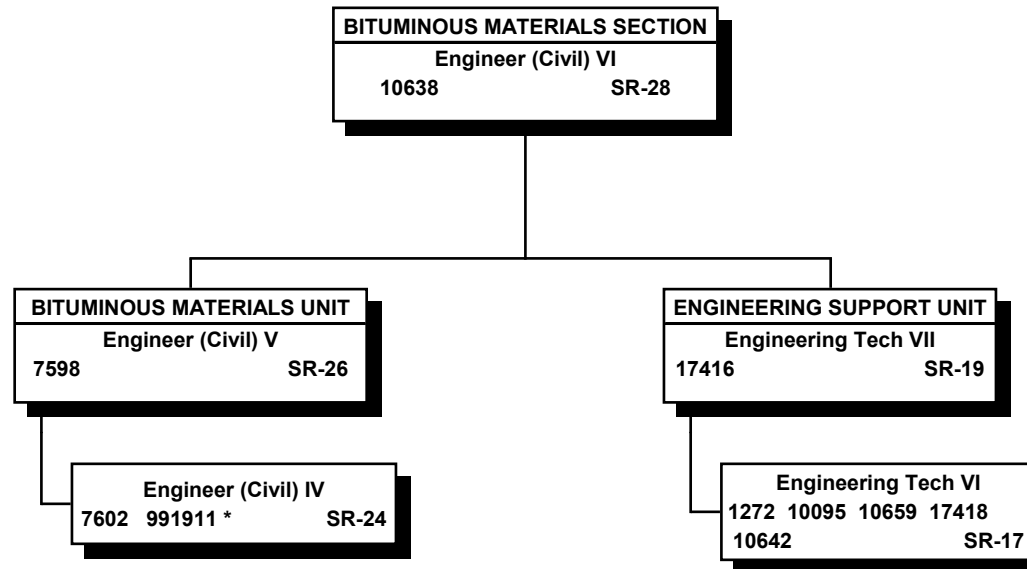 BITUMINOUS MATERIALS SECTION
Engineer (Civil) VI
10638 SR-28
BITUMINOUS MATERIALS UNIT
Engineer (Civil) V
7598 SR-26
Engineer (Civil) IV
7602 991911 * SR-24
ENGINEERING SUPPORT UNIT
Engineering Tech VII
17416 SR-19
Engineering Tech VI
1272 10095 10659 17418
10642 SR-17